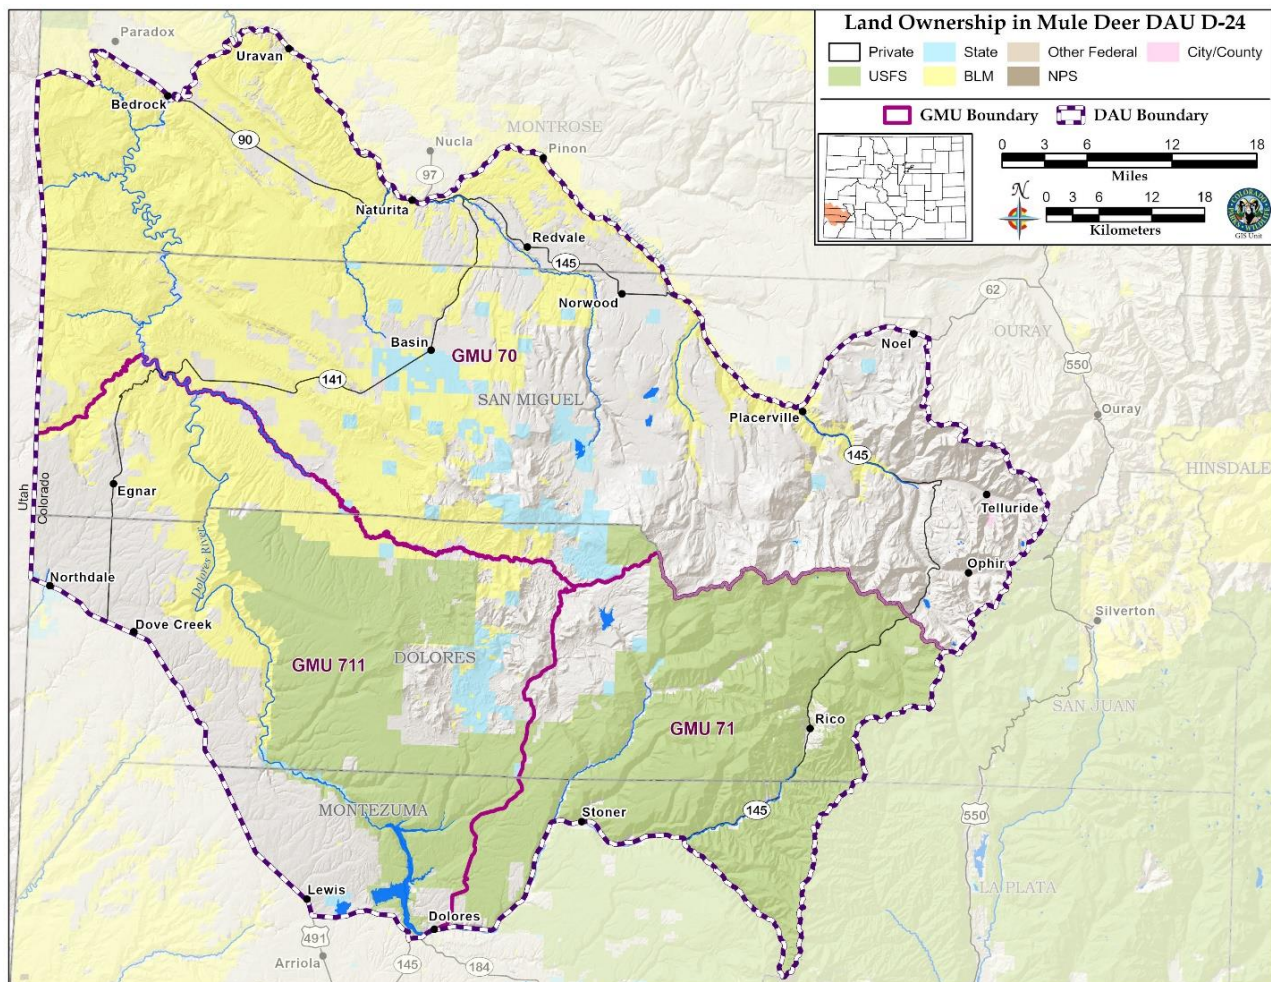 Land Ownership in Mule Deer DAU D-24
Private
State
Other Federal
City/County
USFS
BLM
NPS
GMU Boundary
DAU Boundary
0 3 6 12 18
Miles
N
0 3 6 12 18
Kilometers
COLORADO
GIS Unit
Paradox
Uravan
Bedrock
90
MONTROSE
Nucla
97
Pinon
Naturita
Redvale
145
Norwood
62
OURAY
Noel
550
Basin
GMU 70
141
SAN MIGUEL
Placerville
Ouray
145
HINSDALE
Utah
Colorado
Egnar
Telluride
Dolores River
Northdale
Ophir
Silverton
Dove Creek
GMU 711
DOLORES
SAN JUAN
GMU 71
Rico
MONTEZUMA
Stoner
145
550
LA PLATA
Lewis
Dolores
491
Arriola
145
184